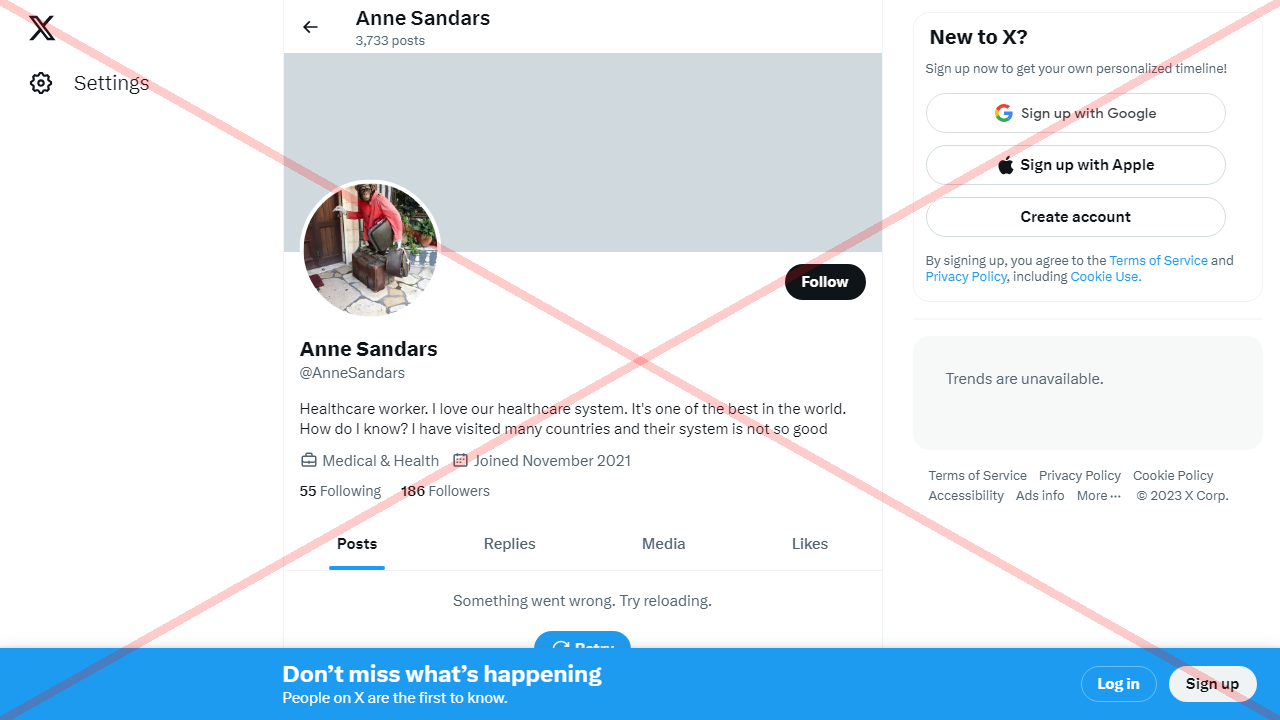 Settings
Anne Sandars
3,733 posts
Follow
Anne Sandars
@AnneSandars
Healthcare worker. I love our healthcare system. It's one of the best in the world.
How do I know? I have visited many countries and their system is not so good
Medical & Health Joined November 2021
55 Following 186 Followers
Posts Replies Media Likes
Something went wrong. Try reloading.
Retry
New to X?
Sign up now to get your own personalized timeline!
Sign up with Google
Sign up with Apple
Create account
By signing up, you agree to the Terms of Service and
Privacy Policy, including Cookie Use.
Trends are unavailable.
Terms of Service Privacy Policy Cookie Policy
Accessibility Ads info More ··· © 2023 X Corp.
Don’t miss what’s happening
People on X are the first to know.
Log in Sign up